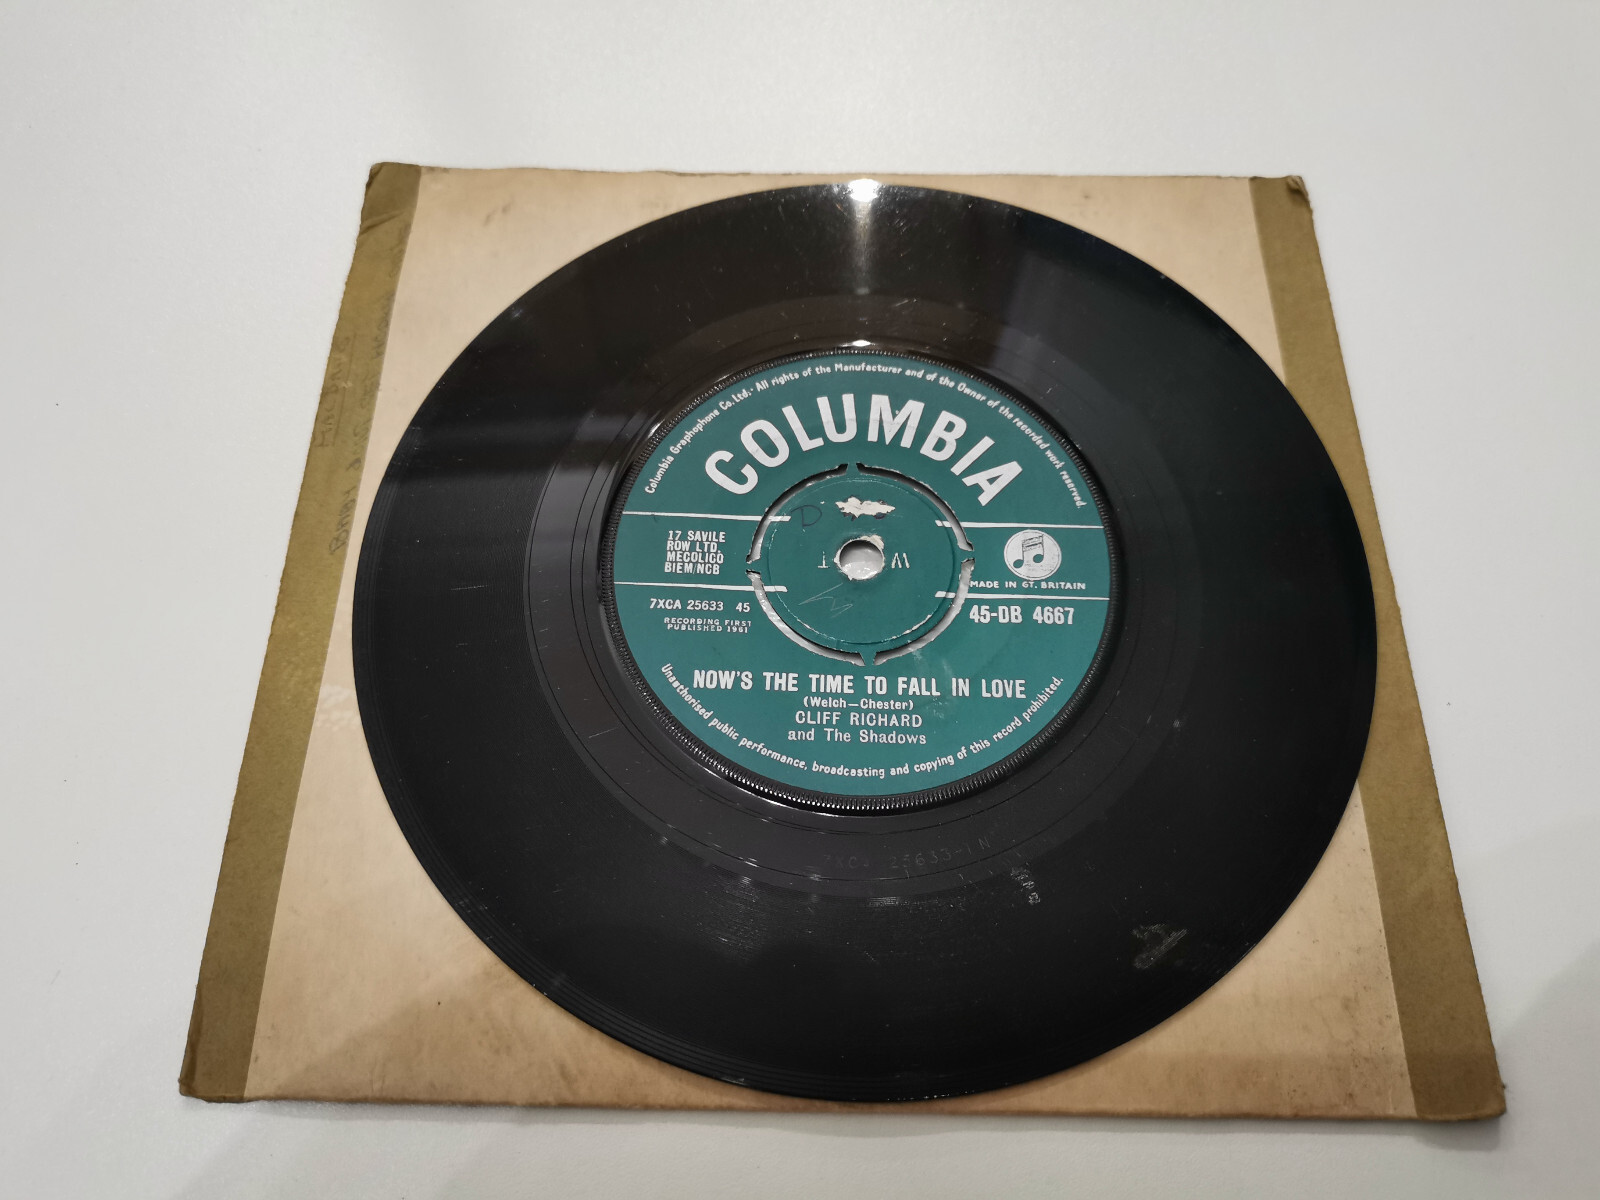 Columbia Graphophone Co. Ltd. · All rights of the Manufacturer and of the Owner of the recorded work reserved.
COLUMBIA
D
17 SAVILE
ROW LTD.
MECOLICO
BIEM/NCB
MADE IN GT. BRITAIN
7XCA 25633 45
45-DB 4667
RECORDING FIRST
PUBLISHED 1961
NOW'S THE TIME TO FALL IN LOVE
(Welch—Chester)
CLIFF RICHARD
and The Shadows
Unauthorised public performance, broadcasting and copying of this record prohibited.
25633-1N
BABY